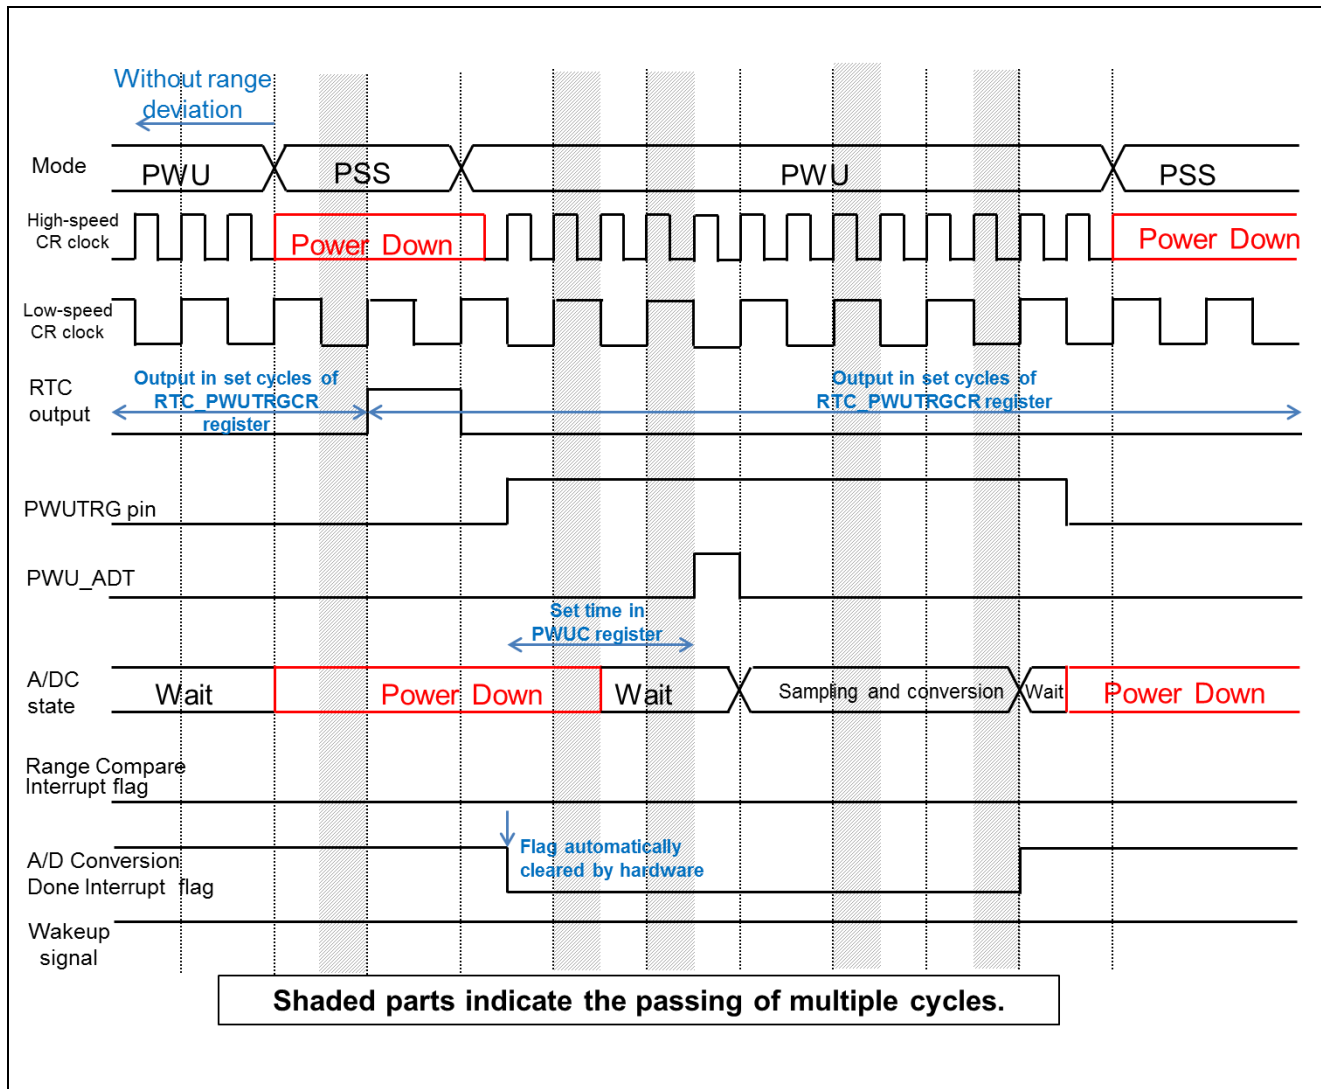 Without range
deviation
Mode
PWU
PSS
PWU
PSS
High-speed
CR clock
Power Down
Power Down
Low-speed
CR clock
RTC
output
Output in set cycles of
RTC_PWUTRGCR
register
Output in set cycles of
RTC_PWUTRGCR register
PWUTRG pin
PWU_ADT
Set time in
PWUC register
A/DC
state
Wait
Power Down
Wait
Sampling and conversion
Wait
Power Down
Range Compare
Interrupt flag
A/D Conversion
Done Interrupt flag
Flag automatically
cleared by hardware
Wakeup
signal
Shaded parts indicate the passing of multiple cycles.